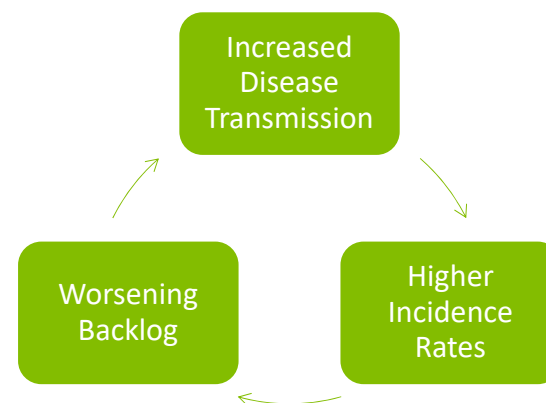 Increased
Disease
Transmission
Higher
Incidence
Rates
Worsening
Backlog